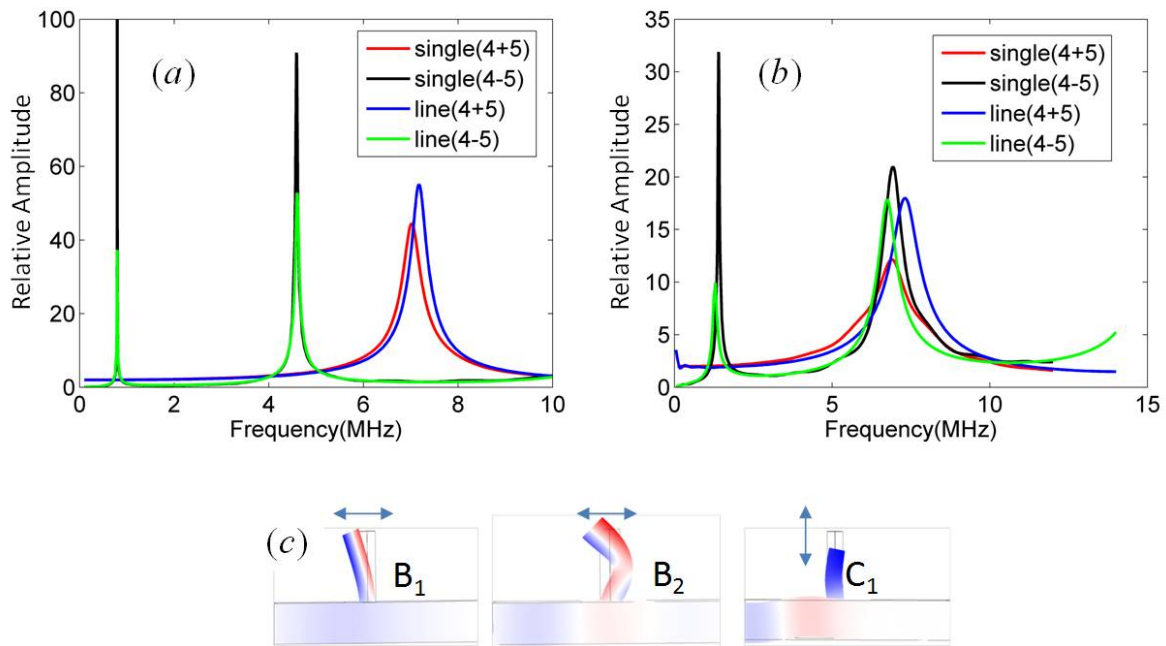 (a)
100
80
60
40
20
0
Relative Amplitude
0 2 4 6 8 10
Frequency(MHz)
single(4+5)
single(4-5)
line(4+5)
line(4-5)
(b)
35
30
25
20
15
10
5
0
Relative Amplitude
0 5 10 15
Frequency(MHz)
single(4+5)
single(4-5)
line(4+5)
line(4-5)
(c)
B1
B2
C1